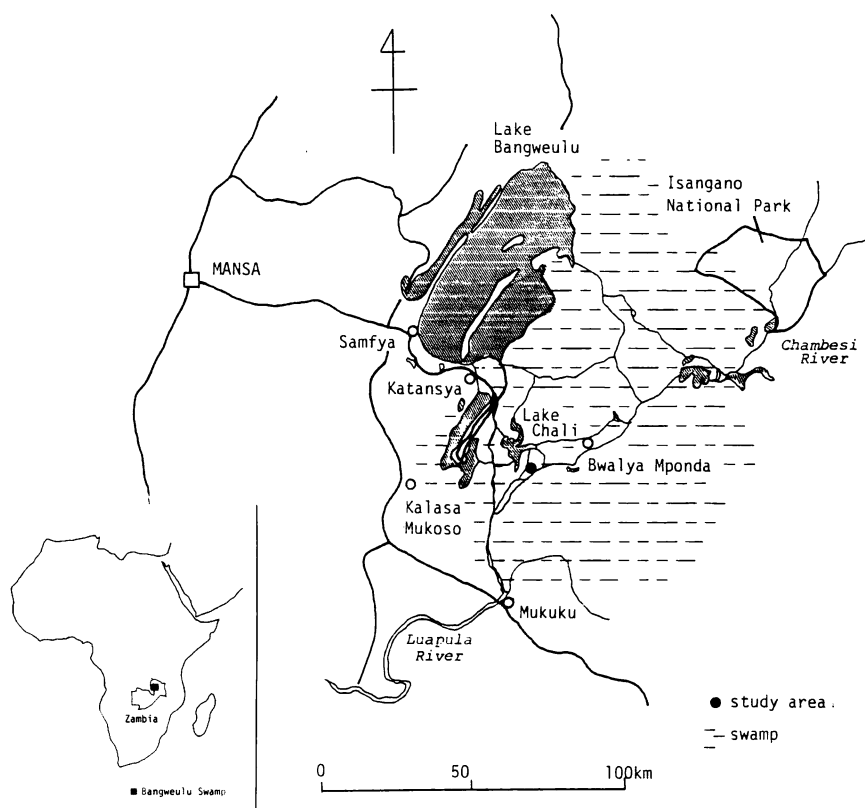 Lake
Bangweulu
Isangano
National Park
MANSA
Samfya
Chambesi
River
Katansya
Lake
Chali
Bwalya Mponda
Kalasa
Mukoso
Mukuku
Luapula
River
Zambia
■ Bangweulu Swamp
● study area
swamp
0 50 100km